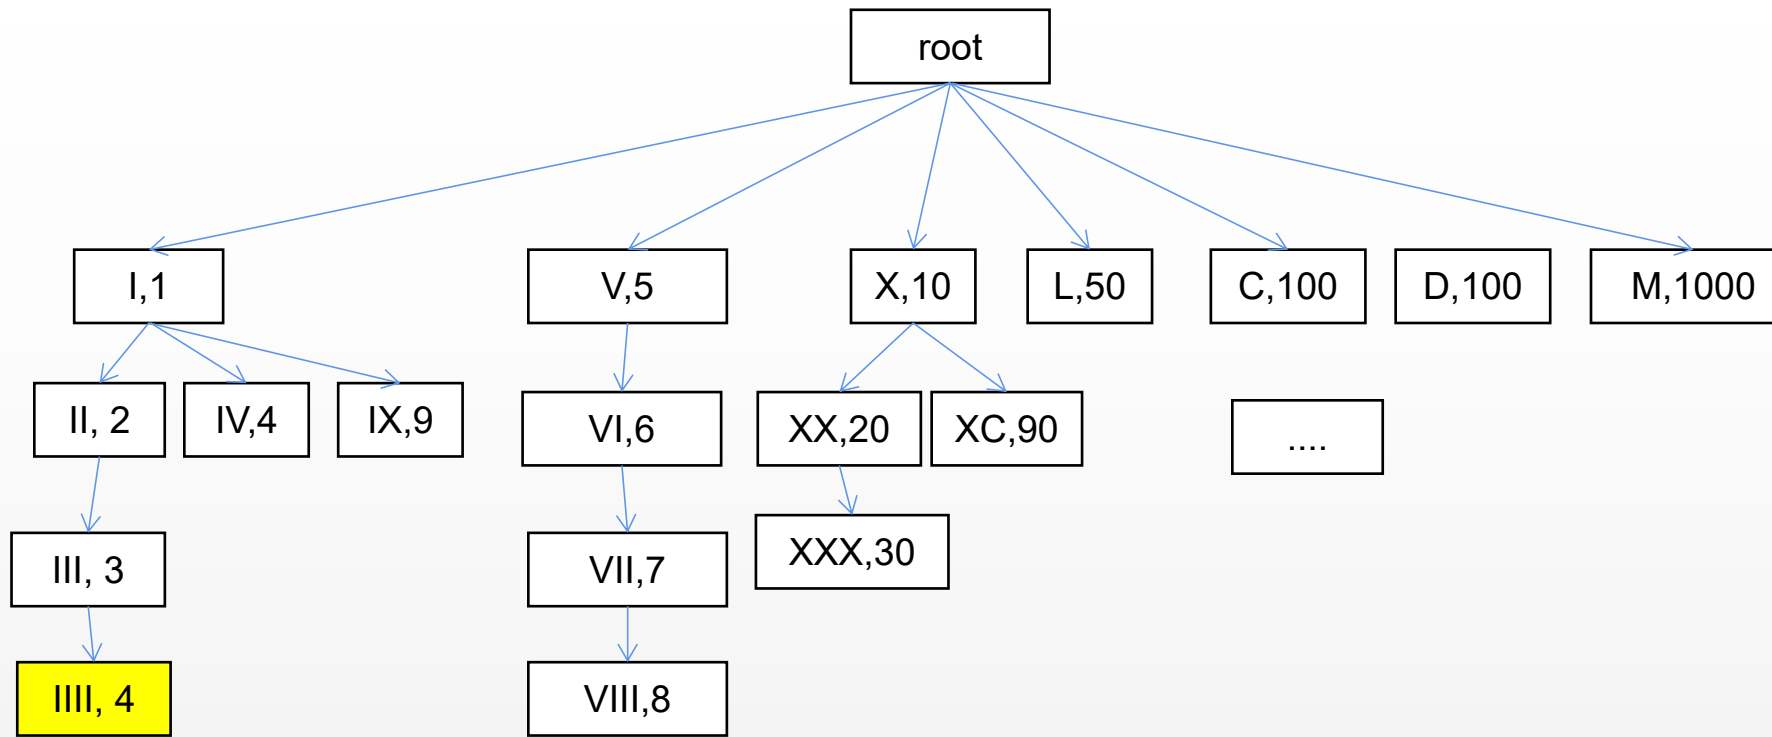 root
I,1
V,5
X,10
L,50
C,100
D,100
M,1000
II, 2
IV,4
IX,9
VI,6
XX,20
XC,90
....
III, 3
VII,7
XXX,30
IIII, 4
VIII,8